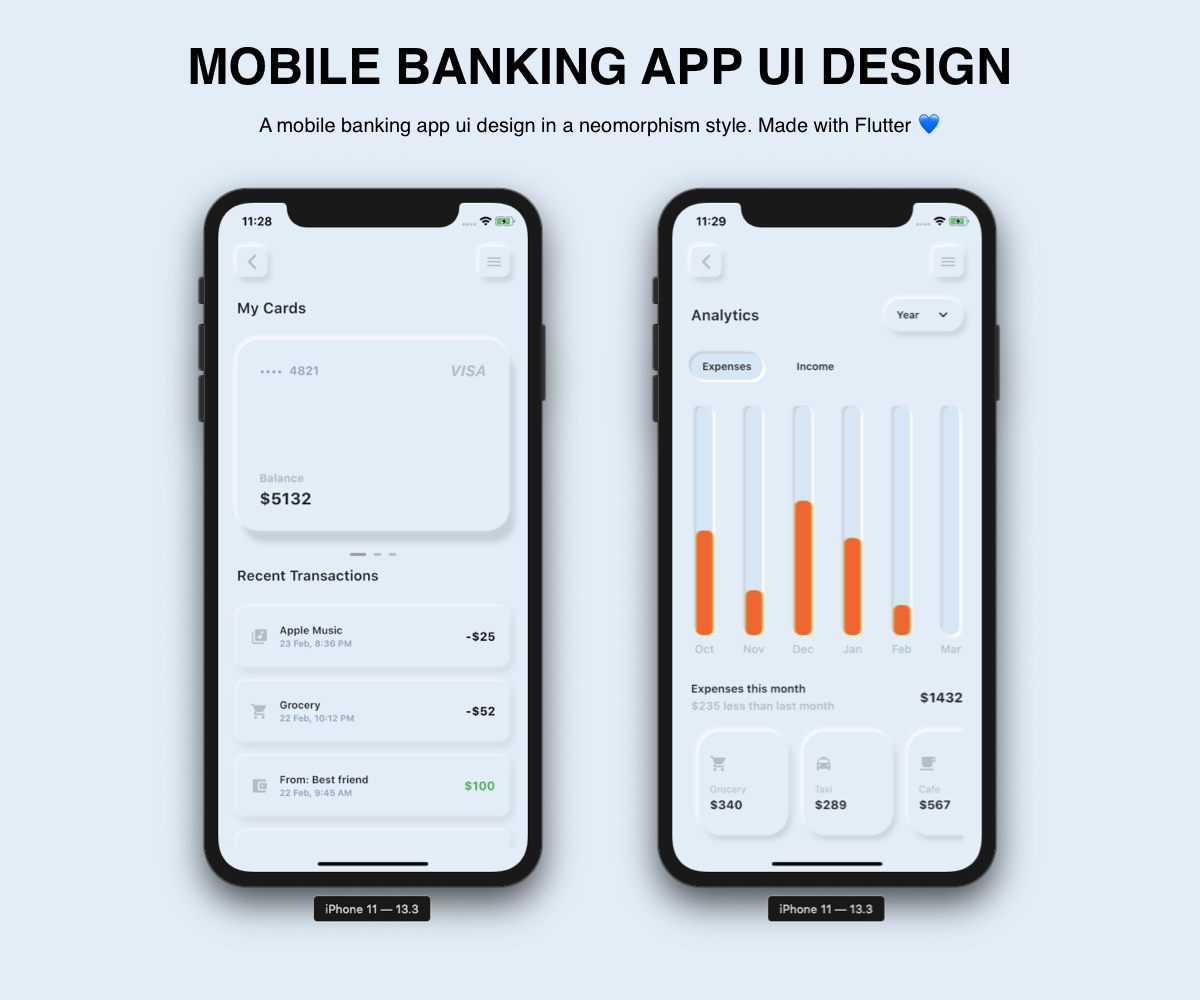 MOBILE BANKING APP UI DESIGN
A mobile banking app ui design in a neomorphism style. Made with Flutter 💙
11:28
My Cards
•••• 4821 VISA
Balance
$5132
Recent Transactions
Apple Music
23 Feb, 8:36 PM
-$25
Grocery
22 Feb, 10:12 PM
-$52
From: Best friend
22 Feb, 9:45 AM
$100
iPhone 11 — 13.3
11:29
Analytics
Year
Expenses Income
Oct Nov Dec Jan Feb Mar
Expenses this month
$235 less than last month
$1432
Grocery
$340
Taxi
$289
Cafe
$567
iPhone 11 — 13.3